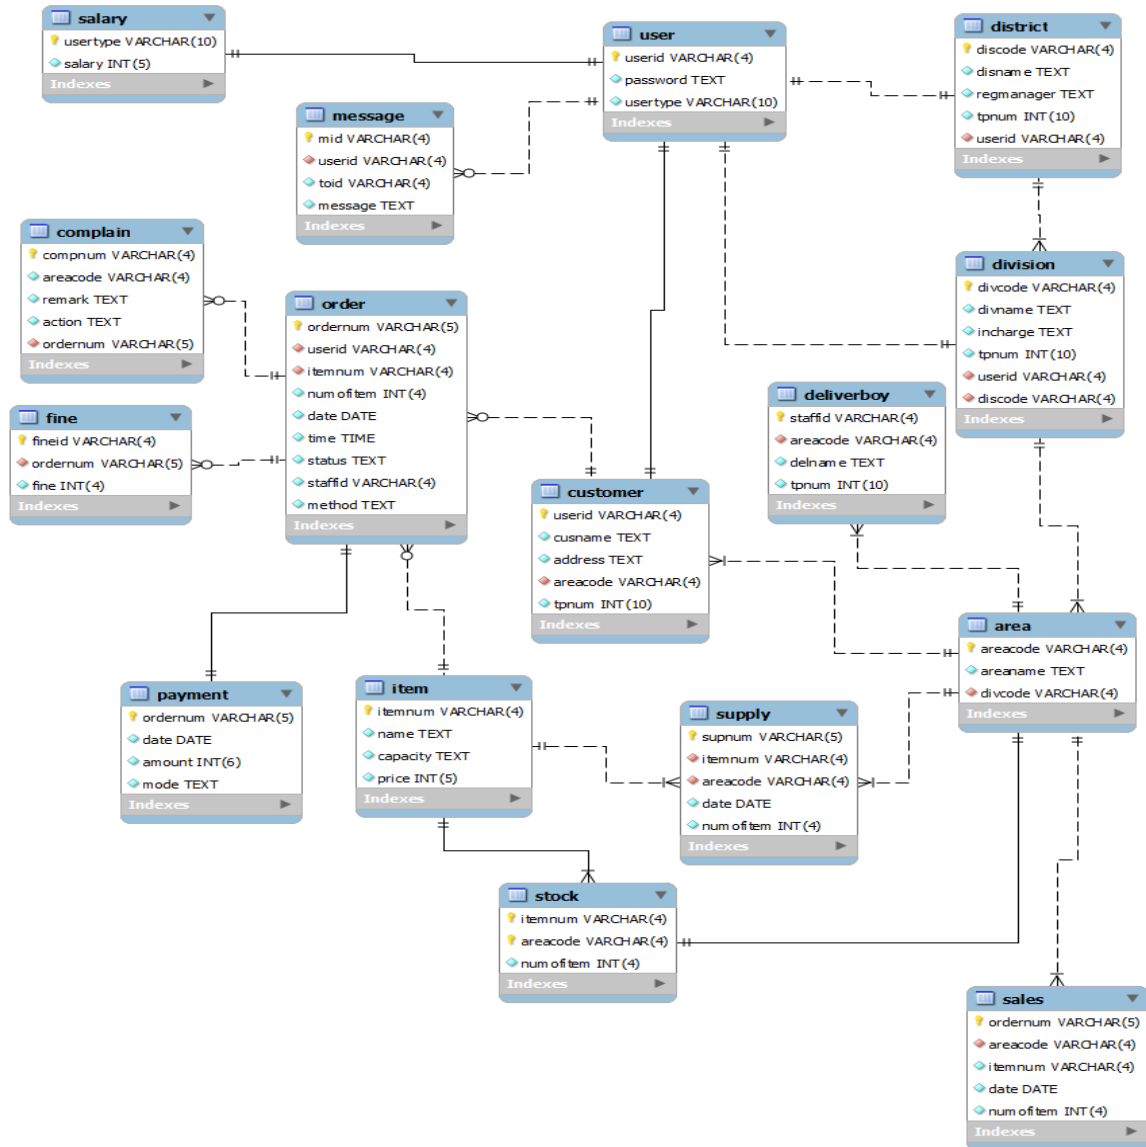 salary
usertype VARCHAR(10)
salary INT(5)
Indexes
user
userid VARCHAR(4)
password TEXT
usertype VARCHAR(10)
Indexes
district
discode VARCHAR(4)
disname TEXT
regmanager TEXT
tpnum INT(10)
userid VARCHAR(4)
Indexes
message
mid VARCHAR(4)
userid VARCHAR(4)
toid VARCHAR(4)
message TEXT
Indexes
complain
compnum VARCHAR(4)
areacode VARCHAR(4)
remark TEXT
action TEXT
ordernum VARCHAR(5)
Indexes
order
ordernum VARCHAR(5)
userid VARCHAR(4)
itemnum VARCHAR(4)
numofitem INT(4)
date DATE
time TIME
status TEXT
staffid VARCHAR(4)
method TEXT
Indexes
division
divcode VARCHAR(4)
divname TEXT
incharge TEXT
tpnum INT(10)
userid VARCHAR(4)
discode VARCHAR(4)
Indexes
fine
fineid VARCHAR(4)
ordernum VARCHAR(5)
fine INT(4)
Indexes
deliverboy
staffid VARCHAR(4)
areacode VARCHAR(4)
delname TEXT
tpnum INT(10)
Indexes
customer
userid VARCHAR(4)
cusname TEXT
address TEXT
areacode VARCHAR(4)
tpnum INT(10)
Indexes
area
areacode VARCHAR(4)
areaname TEXT
divcode VARCHAR(4)
Indexes
payment
ordernum VARCHAR(5)
date DATE
amount INT(6)
mode TEXT
Indexes
item
itemnum VARCHAR(4)
name TEXT
capacity TEXT
price INT(5)
Indexes
supply
supnum VARCHAR(5)
itemnum VARCHAR(4)
areacode VARCHAR(4)
date DATE
numofitem INT(4)
Indexes
stock
itemnum VARCHAR(4)
areacode VARCHAR(4)
numofitem INT(4)
Indexes
sales
ordernum VARCHAR(5)
areacode VARCHAR(4)
itemnum VARCHAR(4)
date DATE
numofitem INT(4)
Indexes